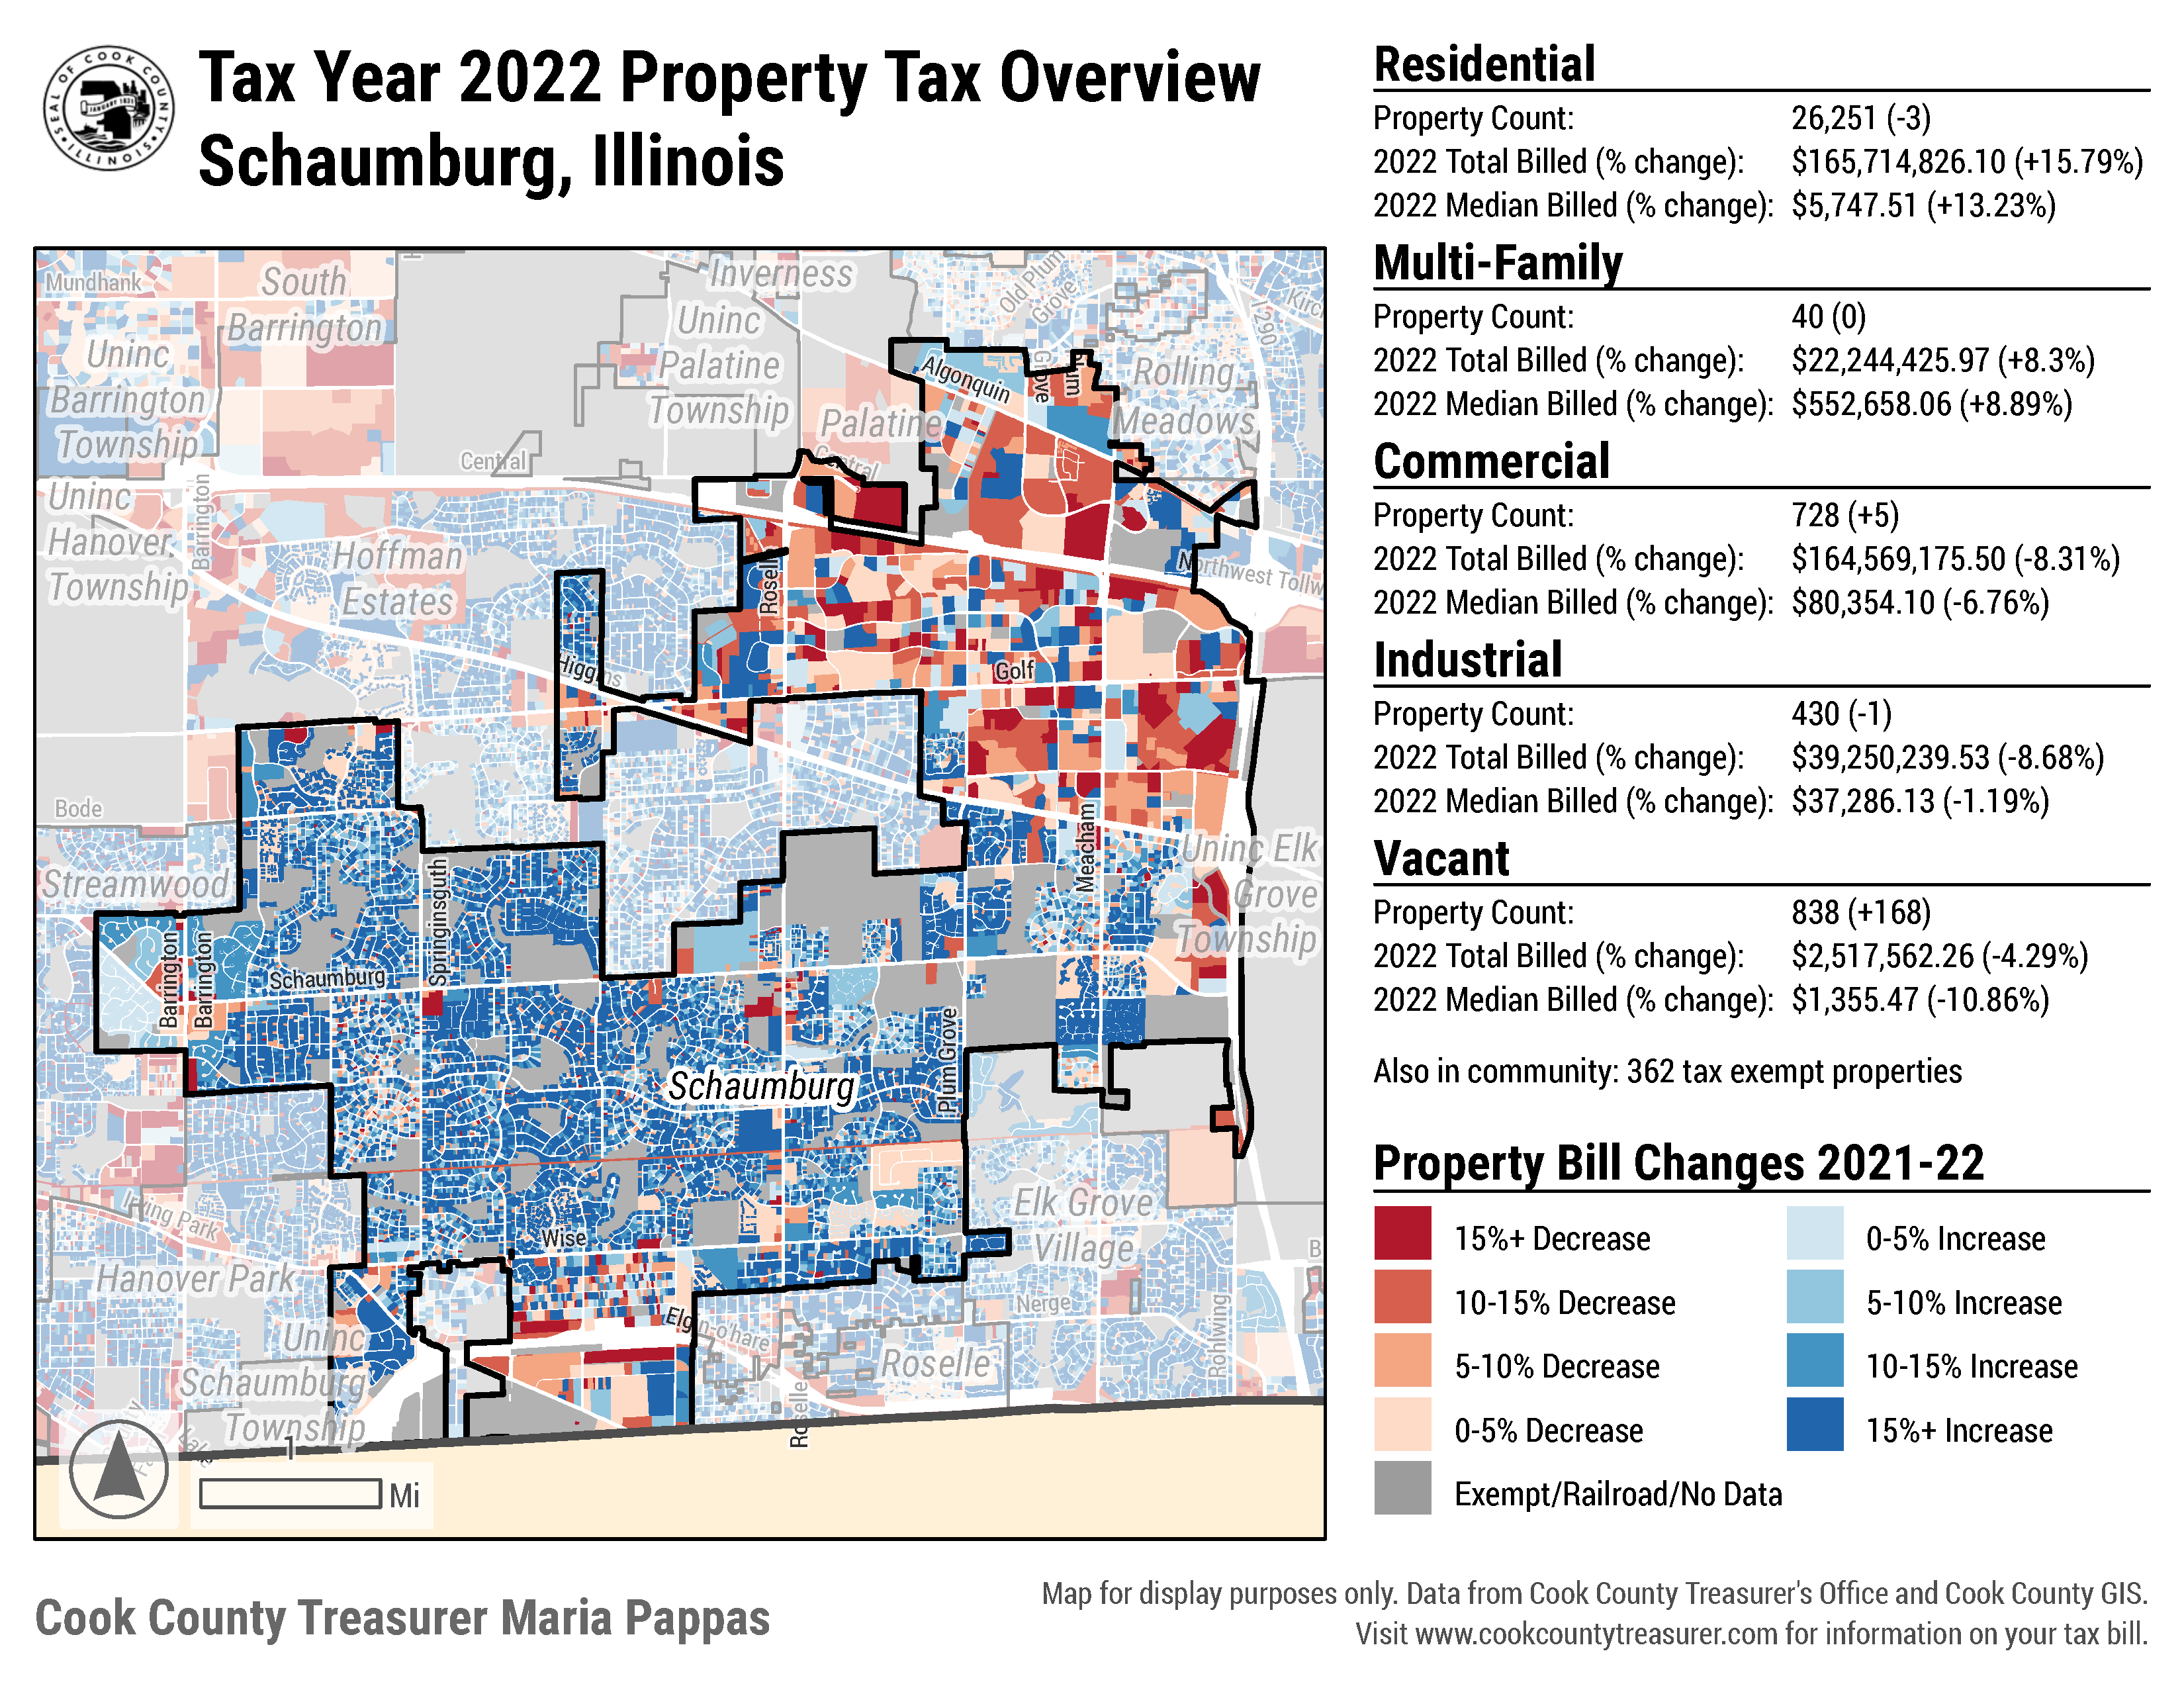 SEAL OF COOK COUNTY
JANUARY 1831
ILLINOIS
Tax Year 2022 Property Tax Overview
Schaumburg, Illinois
Residential
Property Count: 26,251 (-3)
2022 Total Billed (% change): $165,714,826.10 (+15.79%)
2022 Median Billed (% change): $5,747.51 (+13.23%)
Multi-Family
Property Count: 40 (0)
2022 Total Billed (% change): $22,244,425.97 (+8.3%)
2022 Median Billed (% change): $552,658.06 (+8.89%)
Commercial
Property Count: 728 (+5)
2022 Total Billed (% change): $164,569,175.50 (-8.31%)
2022 Median Billed (% change): $80,354.10 (-6.76%)
Industrial
Property Count: 430 (-1)
2022 Total Billed (% change): $39,250,239.53 (-8.68%)
2022 Median Billed (% change): $37,286.13 (-1.19%)
Vacant
Property Count: 838 (+168)
2022 Total Billed (% change): $2,517,562.26 (-4.29%)
2022 Median Billed (% change): $1,355.47 (-10.86%)
Also in community: 362 tax exempt properties
Property Bill Changes 2021-22
15%+ Decrease
10-15% Decrease
5-10% Decrease
0-5% Decrease
Exempt/Railroad/No Data
0-5% Increase
5-10% Increase
10-15% Increase
15%+ Increase
Mundhank
South
Barrington
Inverness
Old Plum
Grove
I290
Uninc
Barrington
Township
Uninc
Palatine
Township
Palatine
Algonquin
Grove
Rolling
Meadows
Central
Central
Uninc
Hanover
Township
Barrington
Hoffman
Estates
Roselle
Northwest Tollw
Higgins
Golf
Bode
Meacham
Streamwood
Springinsguth
Uninc Elk
Grove
Township
Barrington
Barrington
Schaumburg
Plum Grove
Schaumburg
Irving Park
Wise
Elk Grove
Village
Hanover Park
Nerge
B
Elgin-o'hare
Rohlwing
Uninc
Schaumburg
Township
Roselle
Roselle
Lake
1
Mi
Cook County Treasurer Maria Pappas
Map for display purposes only. Data from Cook County Treasurer's Office and Cook County GIS.
Visit www.cookcountytreasurer.com for information on your tax bill.